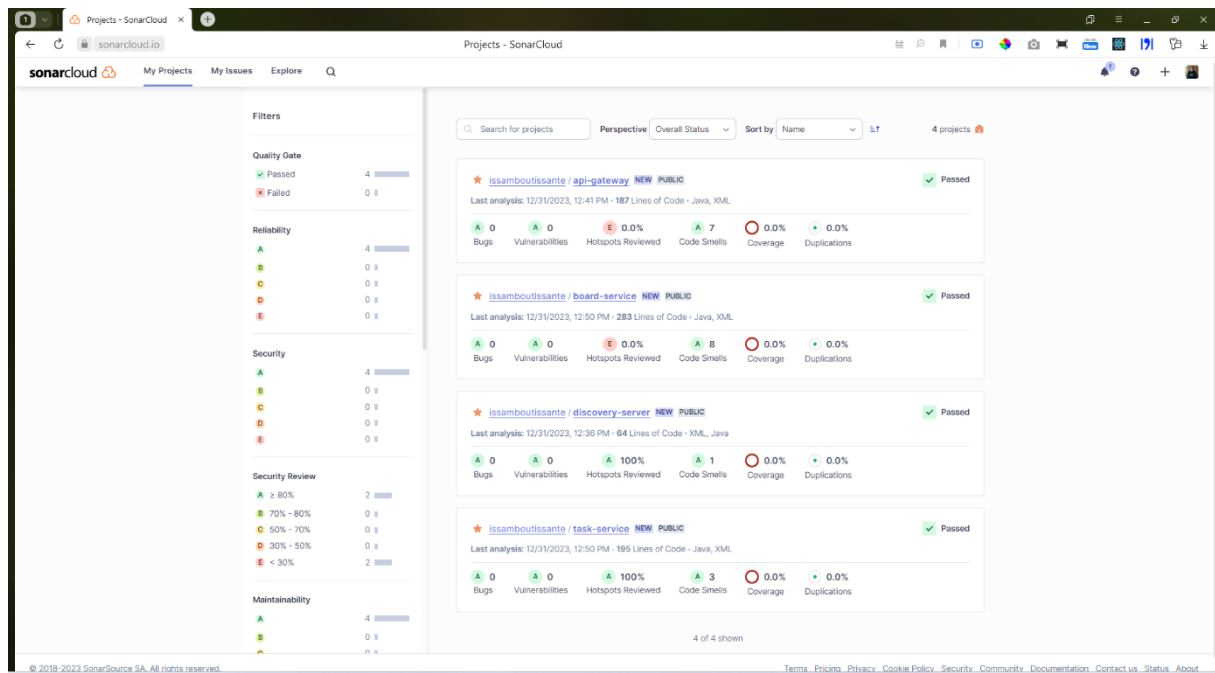 1
Projects - SonarCloud
sonarcloud.io
Projects - SonarCloud
sonarcloud My Projects My Issues Explore
1
Filters
Quality Gate
Passed 4
Failed 0
Reliability
A 4
B 0
C 0
D 0
E 0
Security
A 4
B 0
C 0
D 0
E 0
Security Review
A ≥ 80% 2
B 70% - 80% 0
C 50% - 70% 0
D 30% - 50% 0
E < 30% 2
Maintainability
A 4
B 0
Search for projects Perspective Overall Status Sort by Name 4 projects
issamboutissante / api-gateway NEW PUBLIC Passed
Last analysis: 12/31/2023, 12:41 PM • 187 Lines of Code • Java, XML
A 0 A 0 E 0.0% A 7 0.0% 0.0%
Bugs Vulnerabilities Hotspots Reviewed Code Smells Coverage Duplications
issamboutissante / board-service NEW PUBLIC Passed
Last analysis: 12/31/2023, 12:50 PM • 283 Lines of Code • Java, XML
A 0 A 0 E 0.0% A 8 0.0% 0.0%
Bugs Vulnerabilities Hotspots Reviewed Code Smells Coverage Duplications
issamboutissante / discovery-server NEW PUBLIC Passed
Last analysis: 12/31/2023, 12:36 PM • 64 Lines of Code • XML, Java
A 0 A 0 A 100% A 1 0.0% 0.0%
Bugs Vulnerabilities Hotspots Reviewed Code Smells Coverage Duplications
issamboutissante / task-service NEW PUBLIC Passed
Last analysis: 12/31/2023, 12:50 PM • 195 Lines of Code • Java, XML
A 0 A 0 A 100% A 3 0.0% 0.0%
Bugs Vulnerabilities Hotspots Reviewed Code Smells Coverage Duplications
4 of 4 shown
© 2018-2023 SonarSource SA. All rights reserved.
Terms Pricing Privacy Cookie Policy Security Community Documentation Contact us Status About